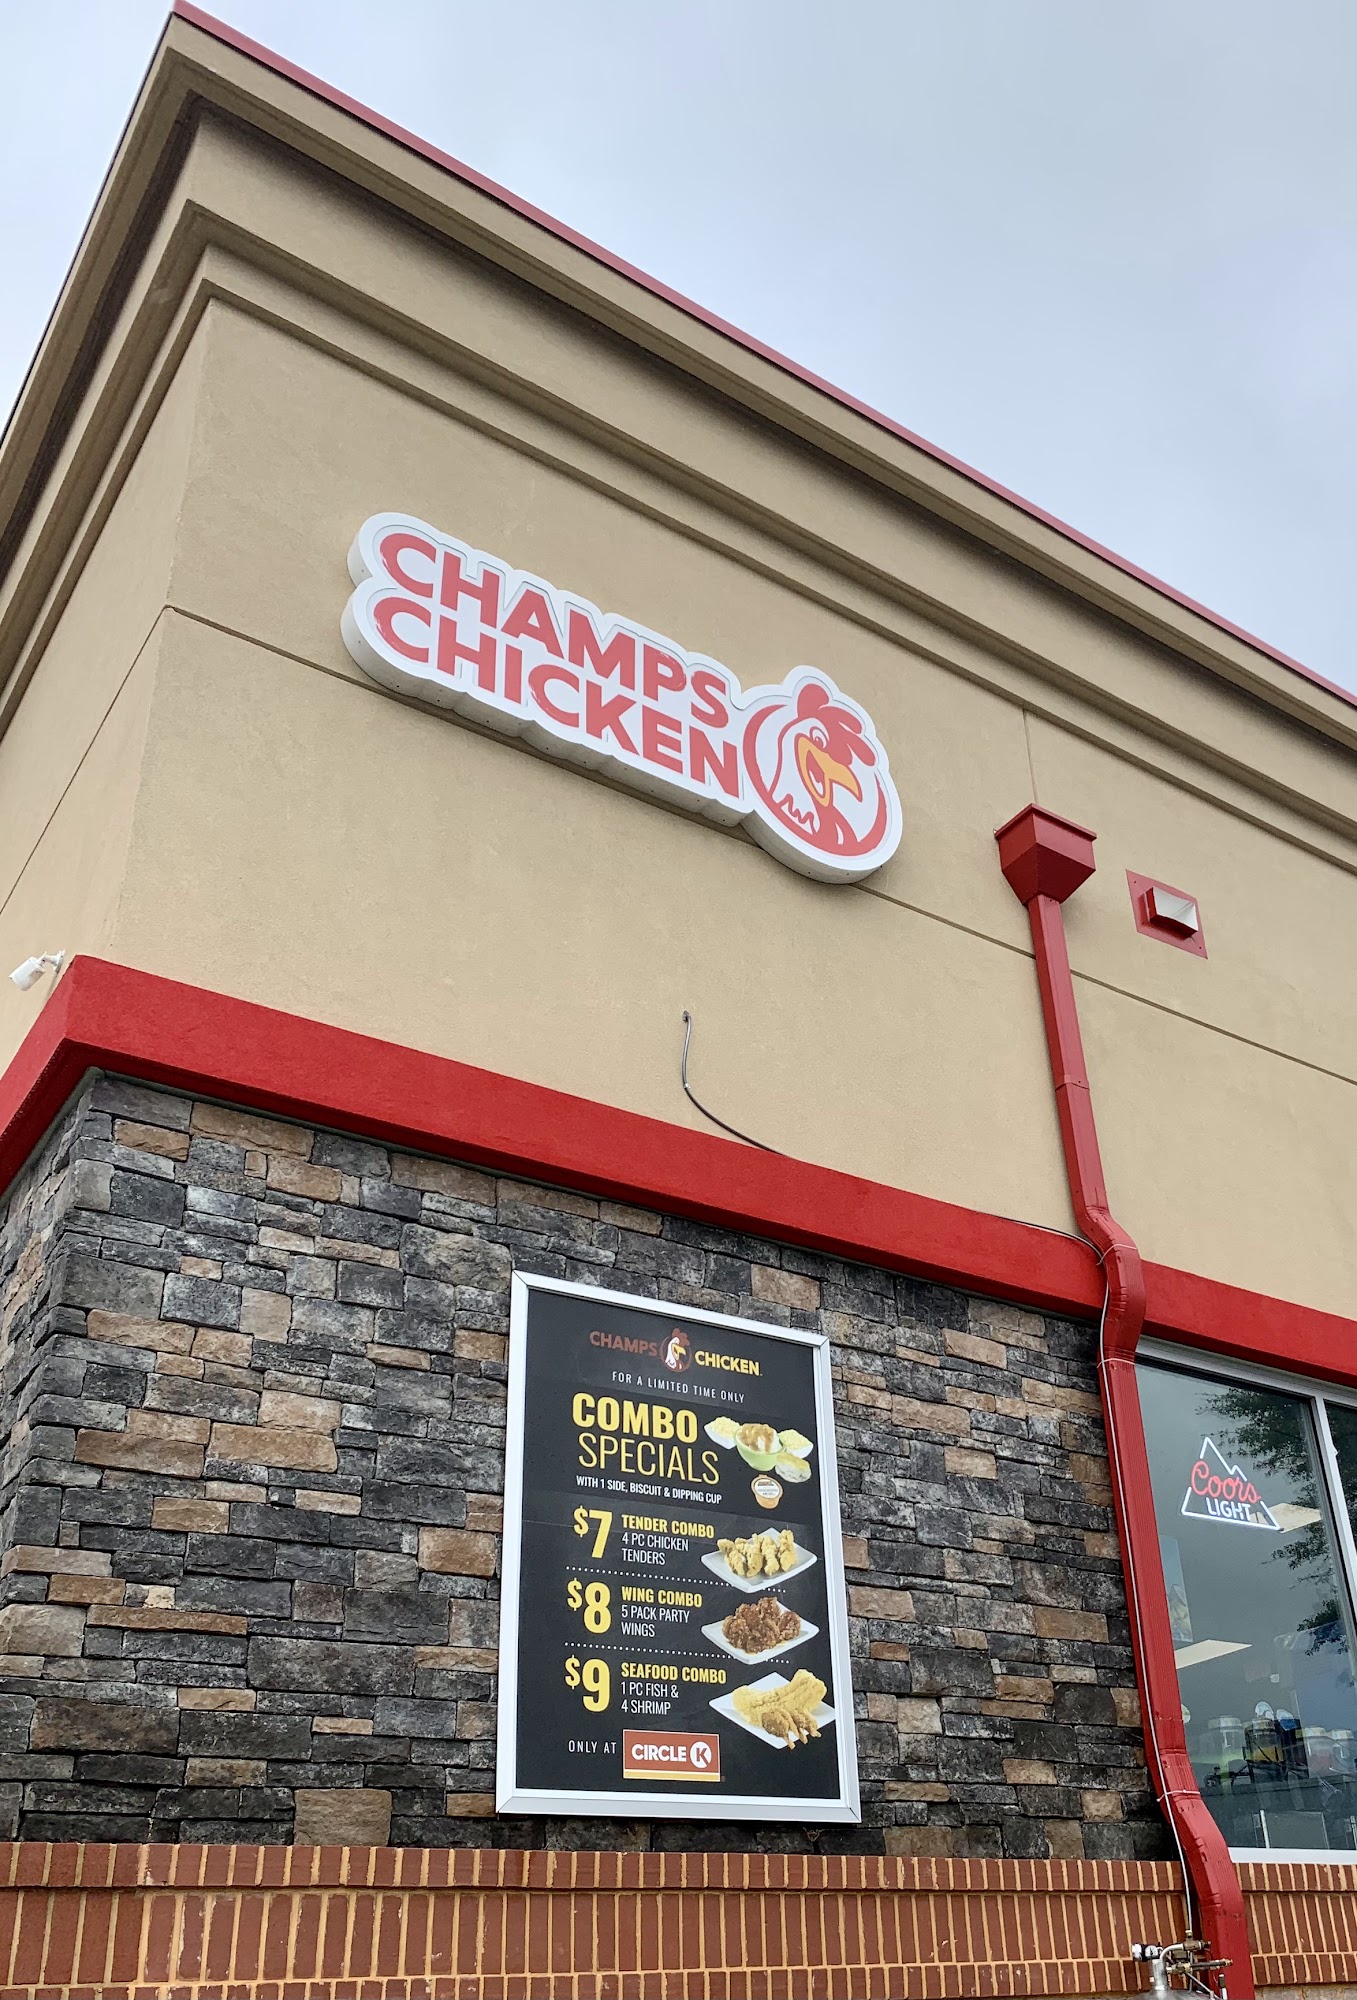 CHAMPS
CHICKEN
CHAMPS CHICKEN
FOR A LIMITED TIME ONLY
COMBO
SPECIALS
WITH 1 SIDE, BISCUIT & DIPPING CUP
$7 TENDER COMBO
4 PC CHICKEN
TENDERS
$8 WING COMBO
5 PACK PARTY
WINGS
$9 SEAFOOD COMBO
1 PC FISH &
4 SHRIMP
ONLY AT CIRCLE K
Coors
LIGHT